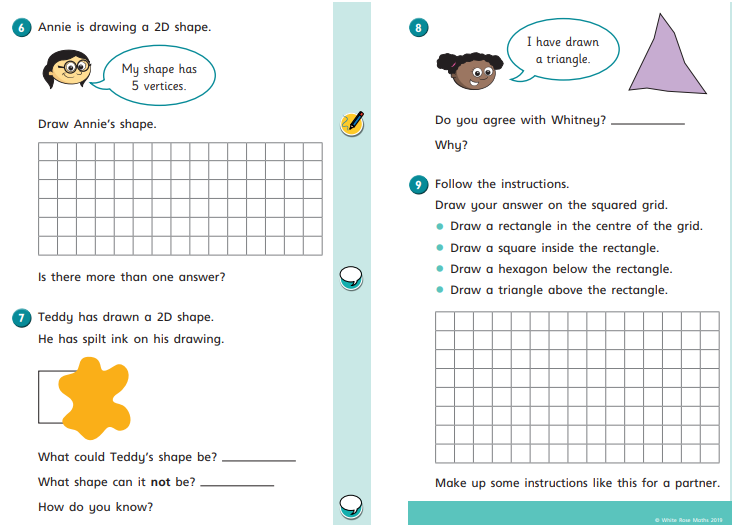 6 Annie is drawing a 2D shape.
My shape has
5 vertices.
Draw Annie's shape.
Is there more than one answer?
7 Teddy has drawn a 2D shape.
He has spilt ink on his drawing.
What could Teddy's shape be? ________
What shape can it not be? ________
How do you know?
8
I have drawn
a triangle.
Do you agree with Whitney? ________
Why?
9 Follow the instructions.
Draw your answer on the squared grid.
● Draw a rectangle in the centre of the grid.
● Draw a square inside the rectangle.
● Draw a hexagon below the rectangle.
● Draw a triangle above the rectangle.
Make up some instructions like this for a partner.
© White Rose Maths 2019